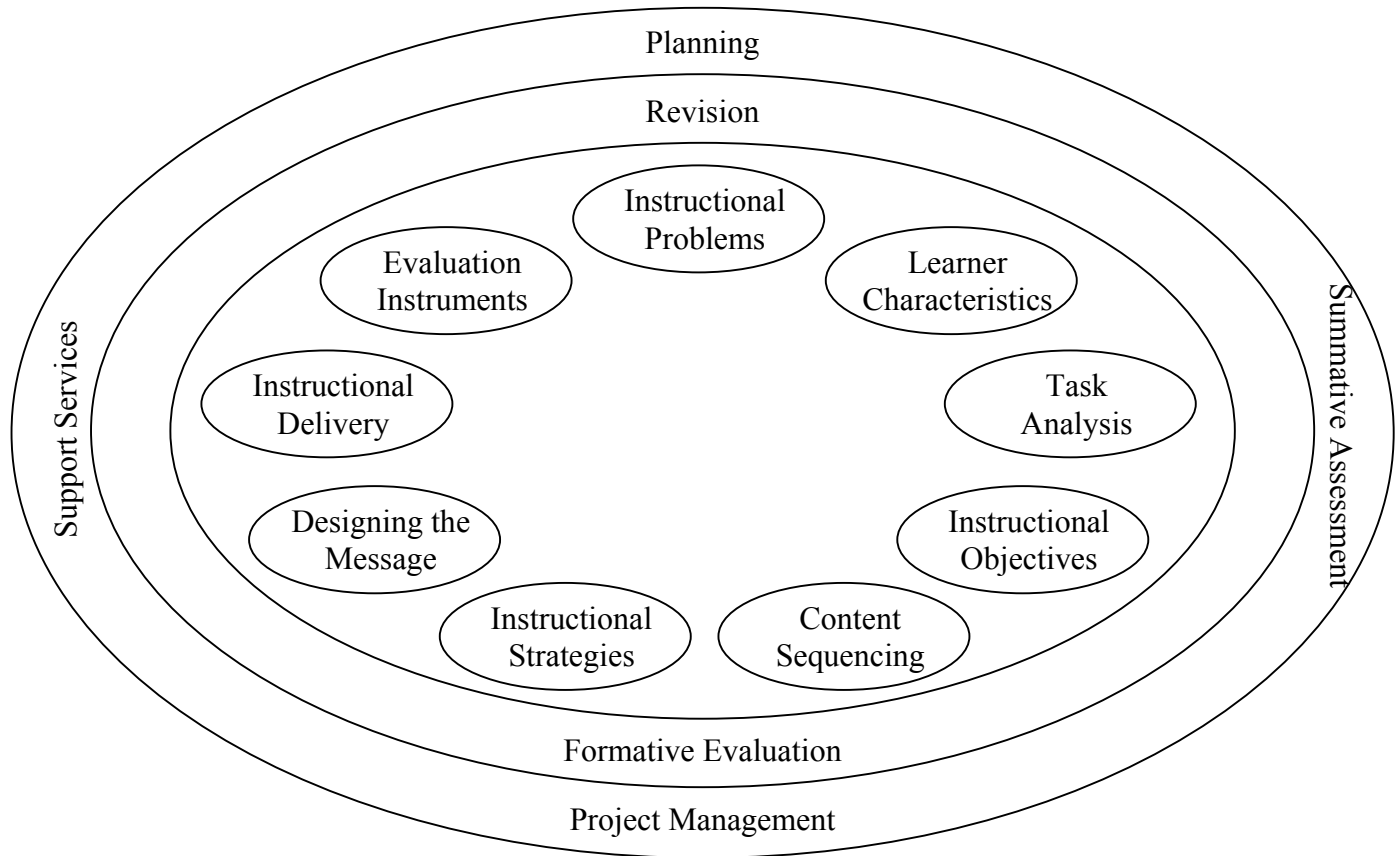 Planning
Revision
Instructional
Problems
Evaluation
Instruments
Learner
Characteristics
Instructional
Delivery
Task
Analysis
Support Services
Summative Assessment
Designing the
Message
Instructional
Objectives
Instructional
Strategies
Content
Sequencing
Formative Evaluation
Project Management